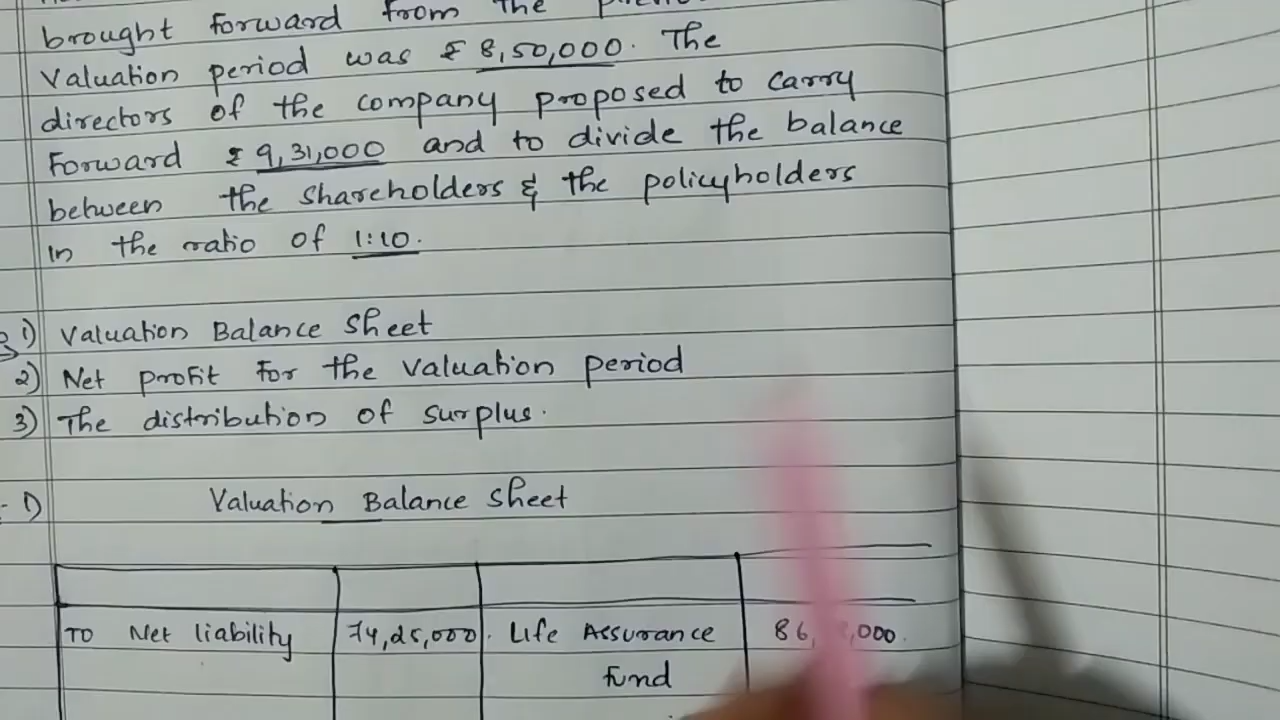 brought forward from the
valuation period was ₹ 8,50,000. The
directors of the company proposed to carry
forward ₹ 9,31,000 and to divide the balance
between the shareholders & the policyholders
in the ratio of 1:10.
1) Valuation Balance sheet
2) Net profit for the valuation period
3) The distribution of surplus.
1) Valuation Balance sheet
To Net liability 74,25,000. Life Assurance
fund